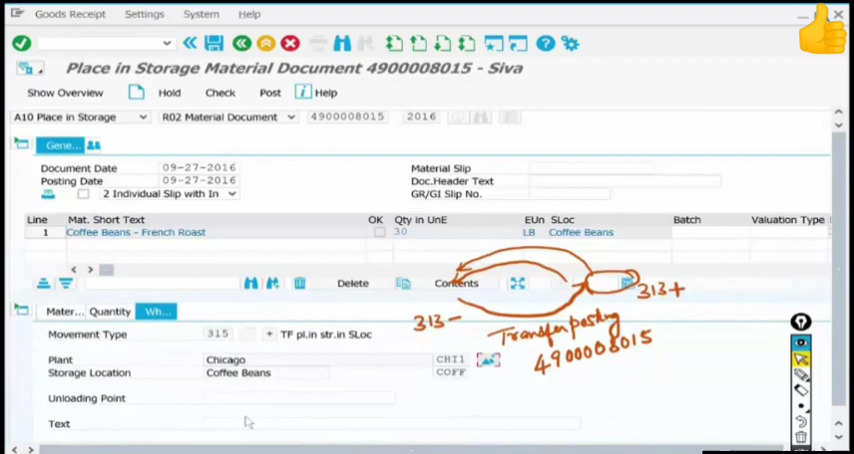 Goods Receipt Settings System Help
Place in Storage Material Document 4900008015 - Siva
Show Overview Hold Check Post Help
A10 Place in Storage R02 Material Document 4900008015 2016
Gene...
Document Date 09-27-2016 Material Slip
Posting Date 09-27-2016 Doc.Header Text
2 Individual Slip with In GR/GI Slip No.
Line Mat. Short Text OK Qty in UnE EUn SLoc Batch Valuation Type
1 Coffee Beans - French Roast 30 LB Coffee Beans
Delete Contents
313+
Mater... Quantity Wh...
313-
Movement Type 315 + TF pl.in str.in SLoc
Transfer posting
4900008015
Plant Chicago CHI1
Storage Location Coffee Beans COFF
Unloading Point
Text